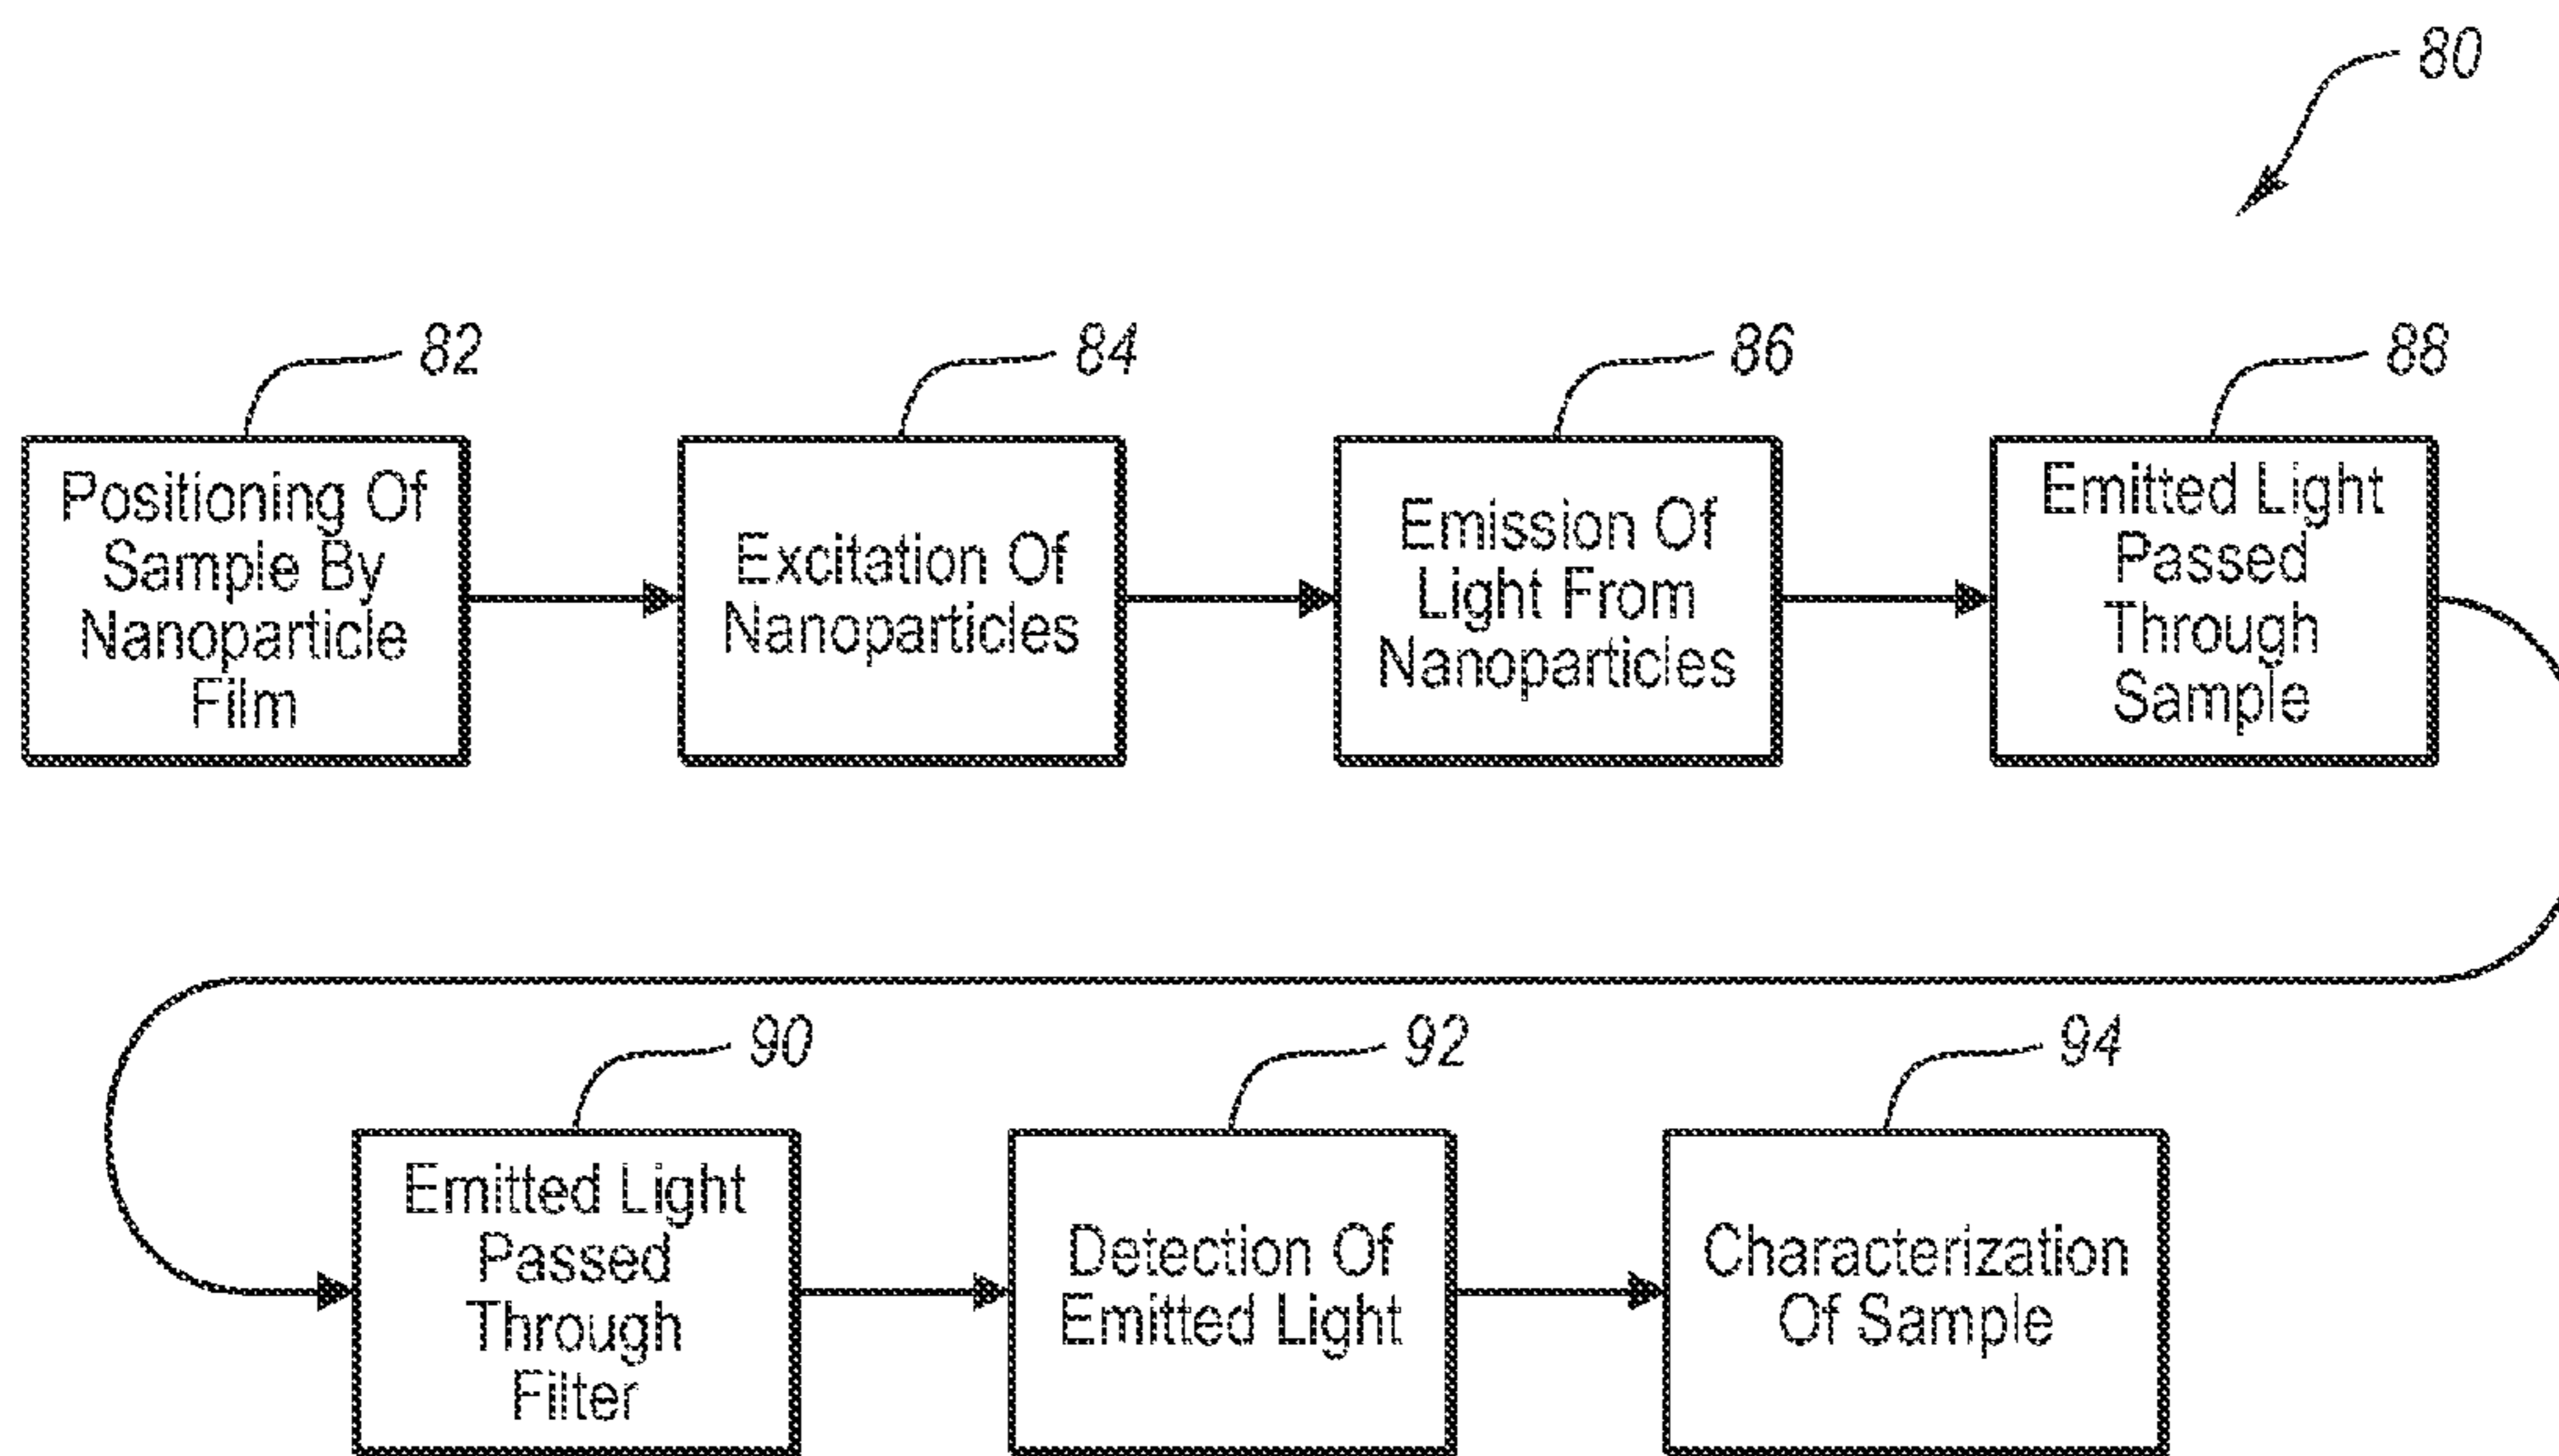 80
82
84
86
88
Positioning Of
Sample By
Nanoparticle
Film
Excitation Of
Nanoparticles
Emission Of
Light From
Nanoparticles
Emitted Light
Passed
Through
Sample
90
92
94
Emitted Light
Passed
Through
Filter
Detection Of
Emitted Light
Characterization
Of Sample